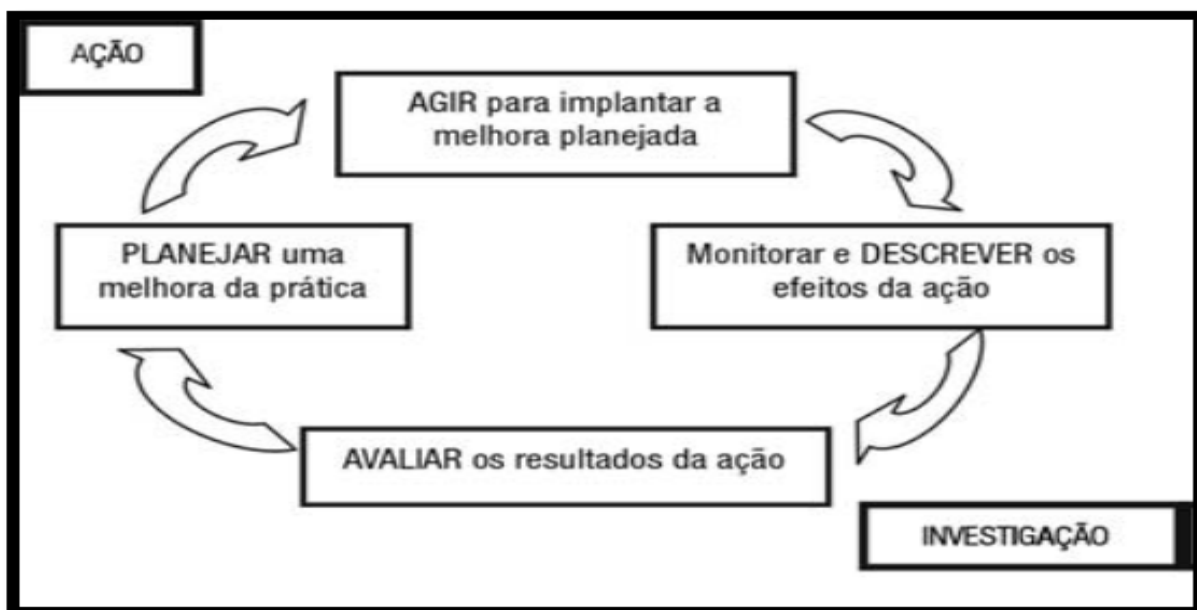 AÇÃO
AGIR para implantar a
melhora planejada
PLANEJAR uma
melhora da prática
Monitorar e DESCREVER os
efeitos da ação
AVALIAR os resultados da ação
INVESTIGAÇÃO